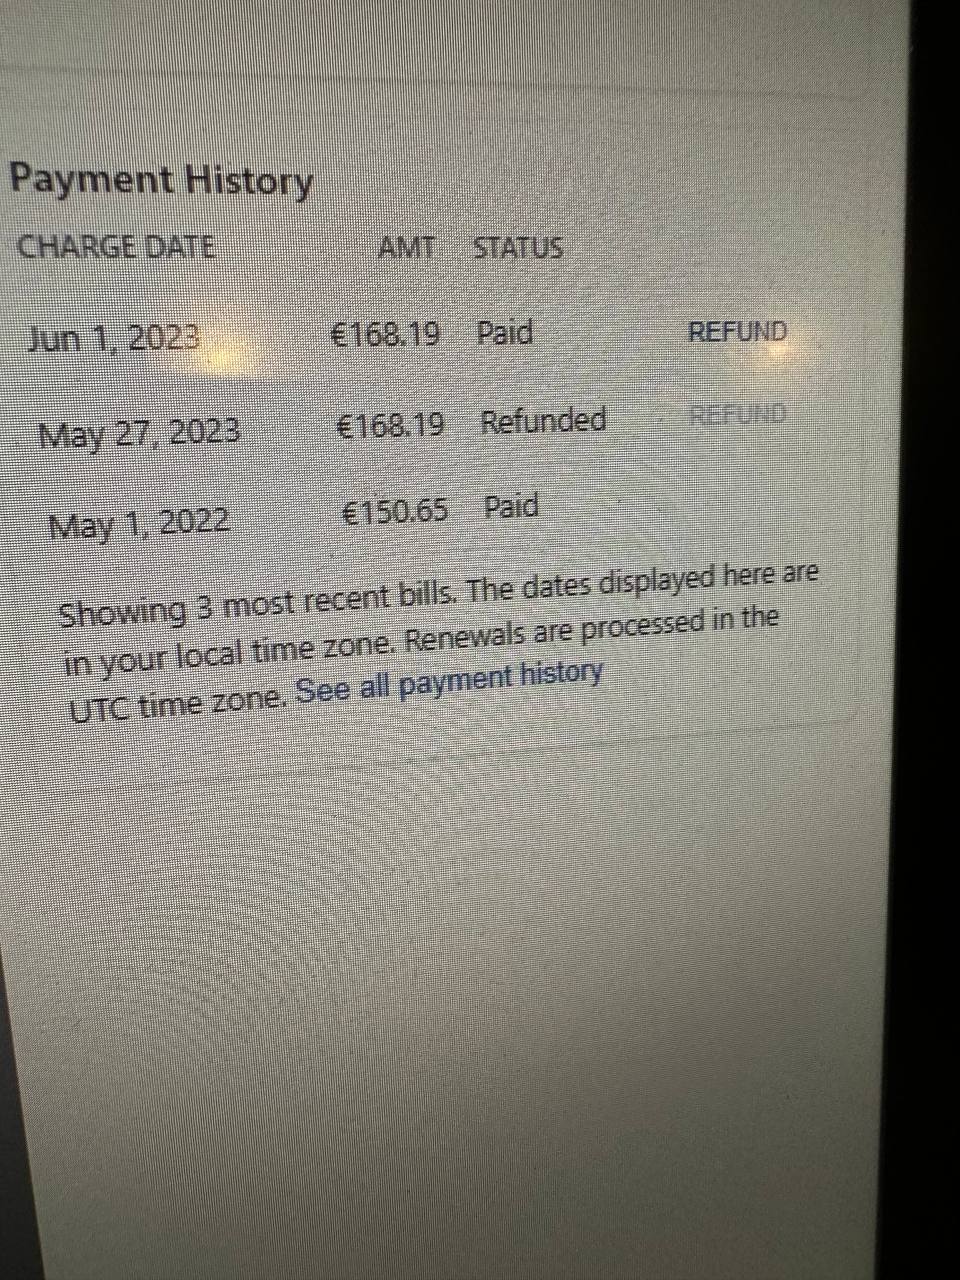 Payment History
CHARGE DATE AMT STATUS
Jun 1, 2023 €168.19 Paid REFUND
May 27, 2023 €168.19 Refunded REFUND
May 1, 2022 €150.65 Paid
Showing 3 most recent bills. The dates displayed here are
in your local time zone. Renewals are processed in the
UTC time zone. See all payment history